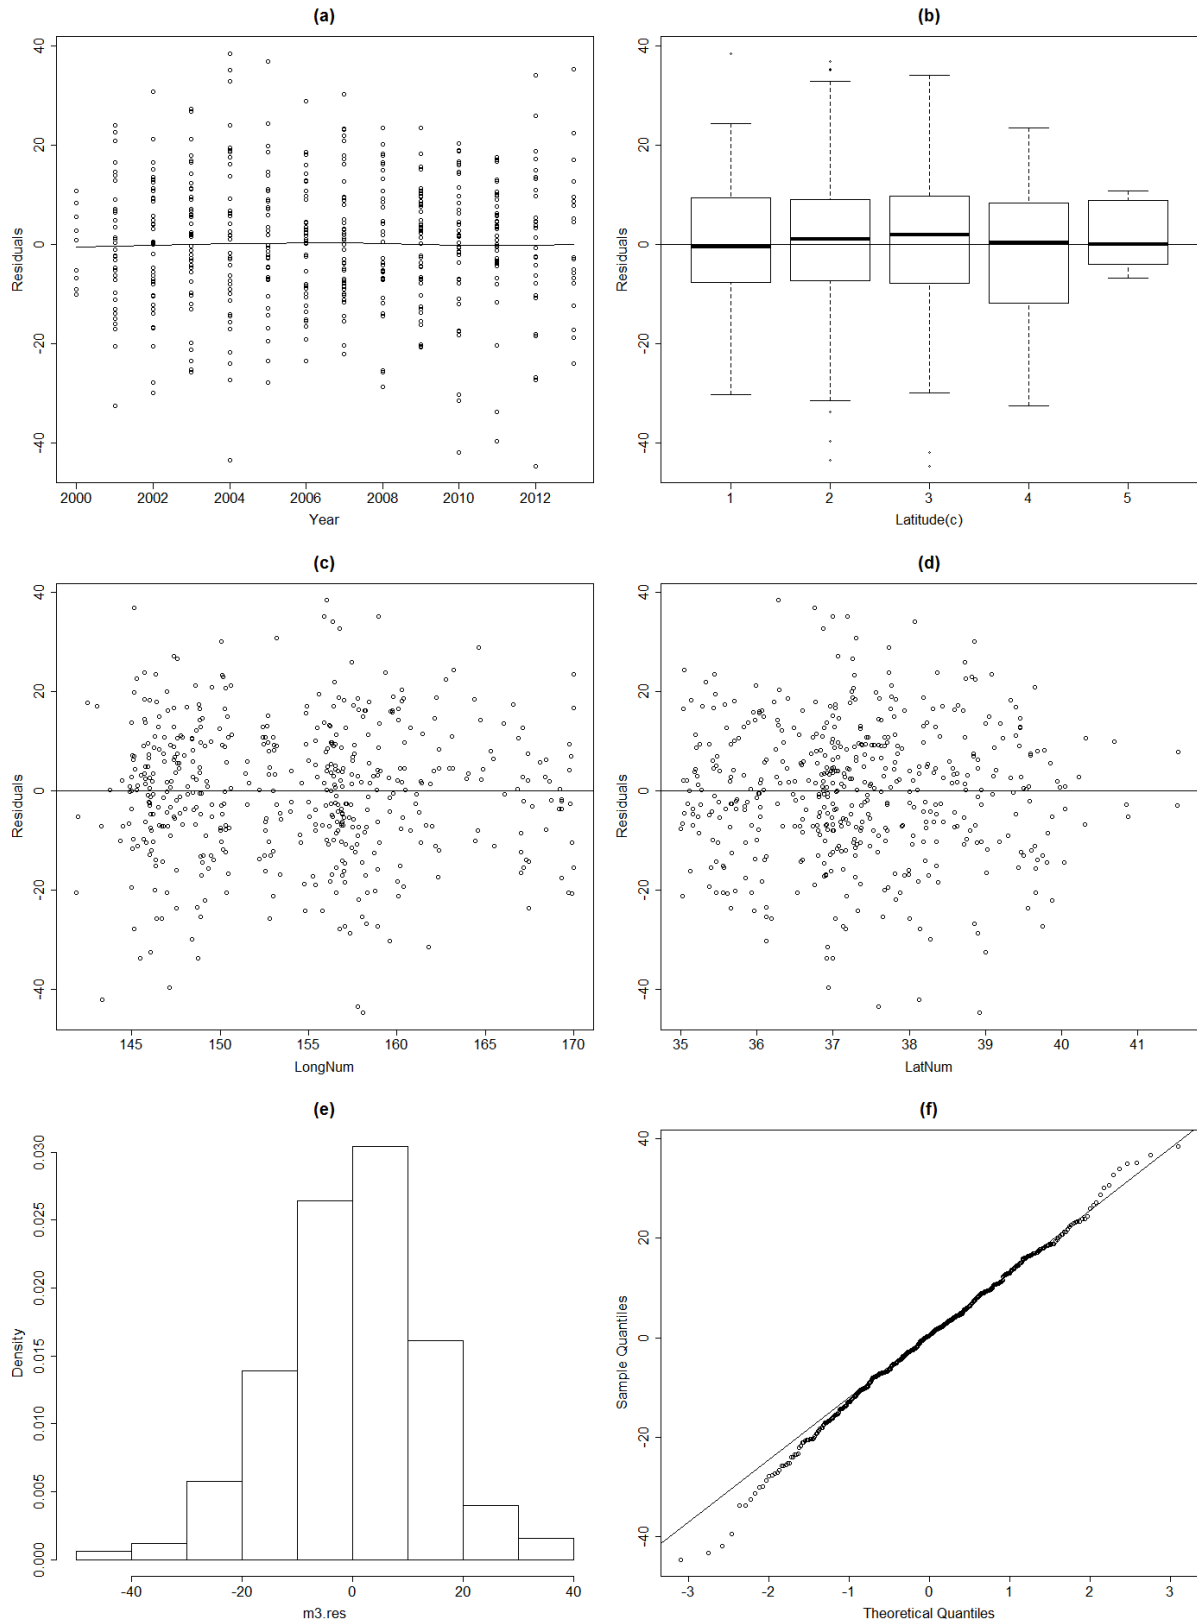 (a)
40
20
0
-20
-40
Residuals
2000 2002 2004 2006 2008 2010 2012
Year
(b)
40
20
0
-20
-40
Residuals
1 2 3 4 5
Latitude(c)
(c)
40
20
0
-20
-40
Residuals
145 150 155 160 165 170
LongNum
(d)
40
20
0
-20
-40
Residuals
35 36 37 38 39 40 41
LatNum
(e)
0.030
0.025
0.020
0.015
0.010
0.005
0.000
Density
-40 -20 0 20 40
m3.res
(f)
40
20
0
-20
-40
Sample Quantiles
-3 -2 -1 0 1 2 3
Theoretical Quantiles